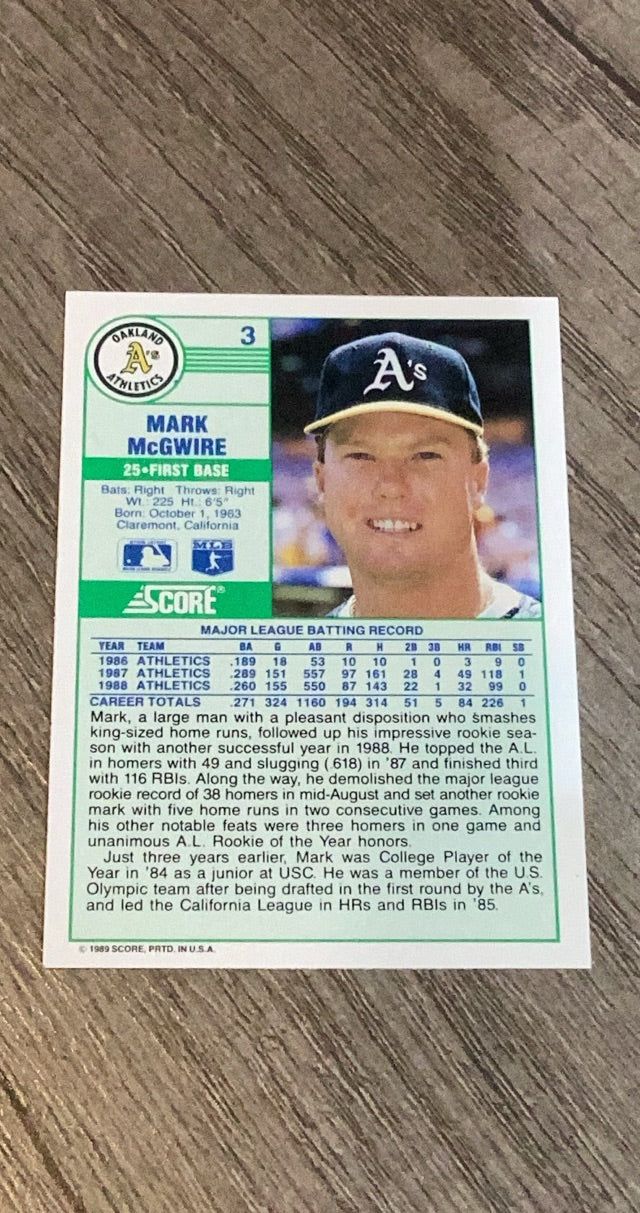 OAKLAND
A's
ATHLETICS
3
A's
MARK
McGWIRE
25•FIRST BASE
Bats: Right Throws: Right
Wt.: 225 Ht.: 6'5"
Born: October 1, 1963
Claremont, California
MLB
SCORE®
MAJOR LEAGUE BATTING RECORD
YEAR TEAM BA G AB R H 2B 3B HR RBI SB
1986 ATHLETICS .189 18 53 10 10 1 0 3 9 0
1987 ATHLETICS .289 151 557 97 161 28 4 49 118 1
1988 ATHLETICS .260 155 550 87 143 22 1 32 99 0
CAREER TOTALS .271 324 1160 194 314 51 5 84 226 1
Mark, a large man with a pleasant disposition who smashes
king-sized home runs, followed up his impressive rookie sea-
son with another successful year in 1988. He topped the A.L.
in homers with 49 and slugging (.618) in '87 and finished third
with 116 RBIs. Along the way, he demolished the major league
rookie record of 38 homers in mid-August and set another rookie
mark with five home runs in two consecutive games. Among
his other notable feats were three homers in one game and
unanimous A.L. Rookie of the Year honors.
Just three years earlier, Mark was College Player of the
Year in '84 as a junior at USC. He was a member of the U.S.
Olympic team after being drafted in the first round by the A's,
and led the California League in HRs and RBIs in '85.
© 1989 SCORE, PRTD. IN U.S.A.